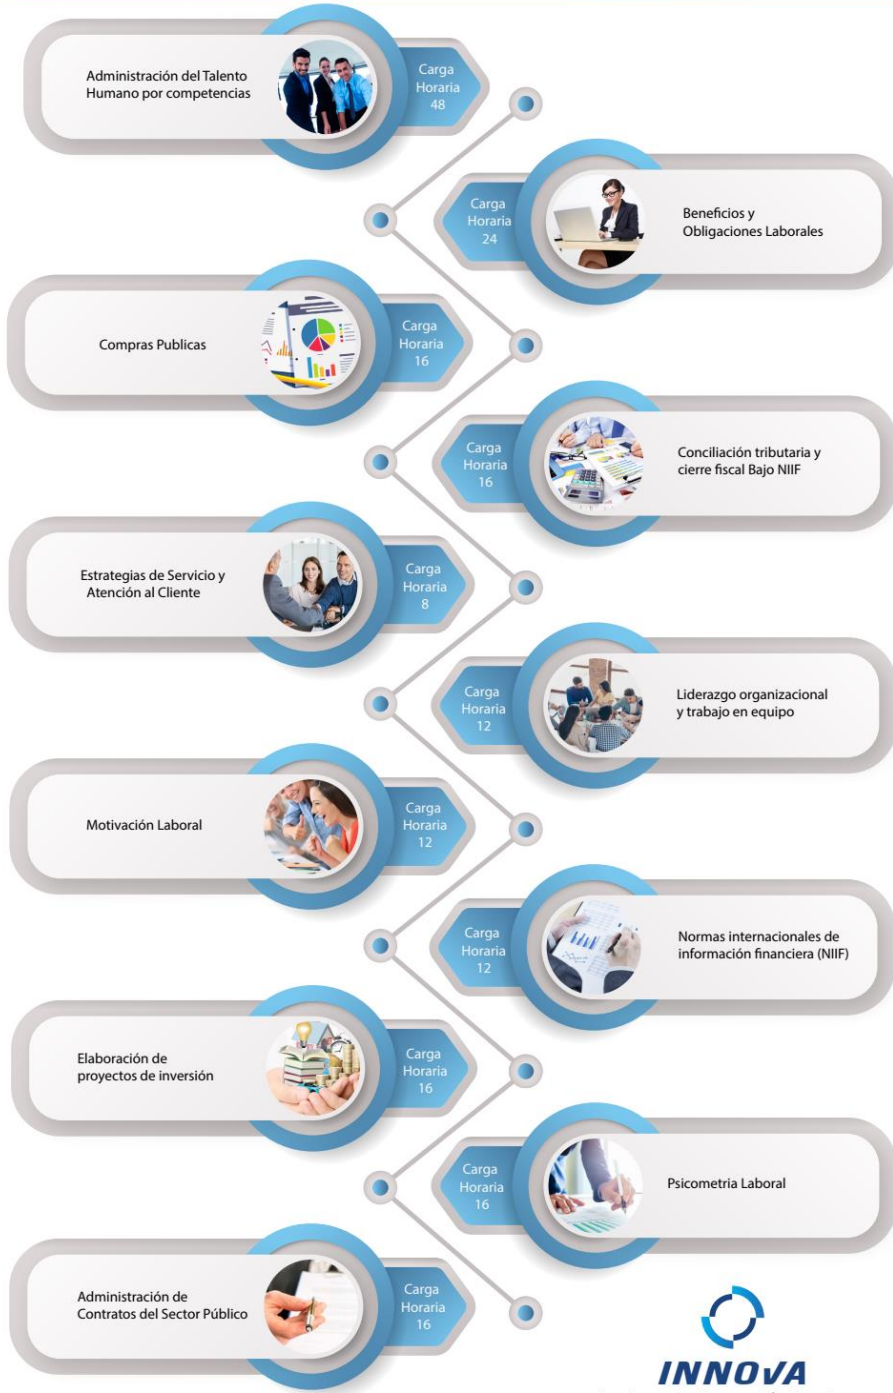 Administración del Talento
Humano por competencias
Carga
Horaria
48
Carga
Horaria
24
Beneficios y
Obligaciones Laborales
Compras Publicas
Carga
Horaria
16
Carga
Horaria
16
Conciliación tributaria y
cierre fiscal Bajo NIIF
Estrategias de Servicio y
Atención al Cliente
Carga
Horaria
8
Carga
Horaria
12
Liderazgo organizacional
y trabajo en equipo
Motivación Laboral
Carga
Horaria
12
Carga
Horaria
12
Normas internacionales de
información financiera (NIIF)
Elaboración de
proyectos de inversión
Carga
Horaria
16
Carga
Horaria
16
Psicometria Laboral
Administración de
Contratos del Sector Público
Carga
Horaria
16
INNOVA